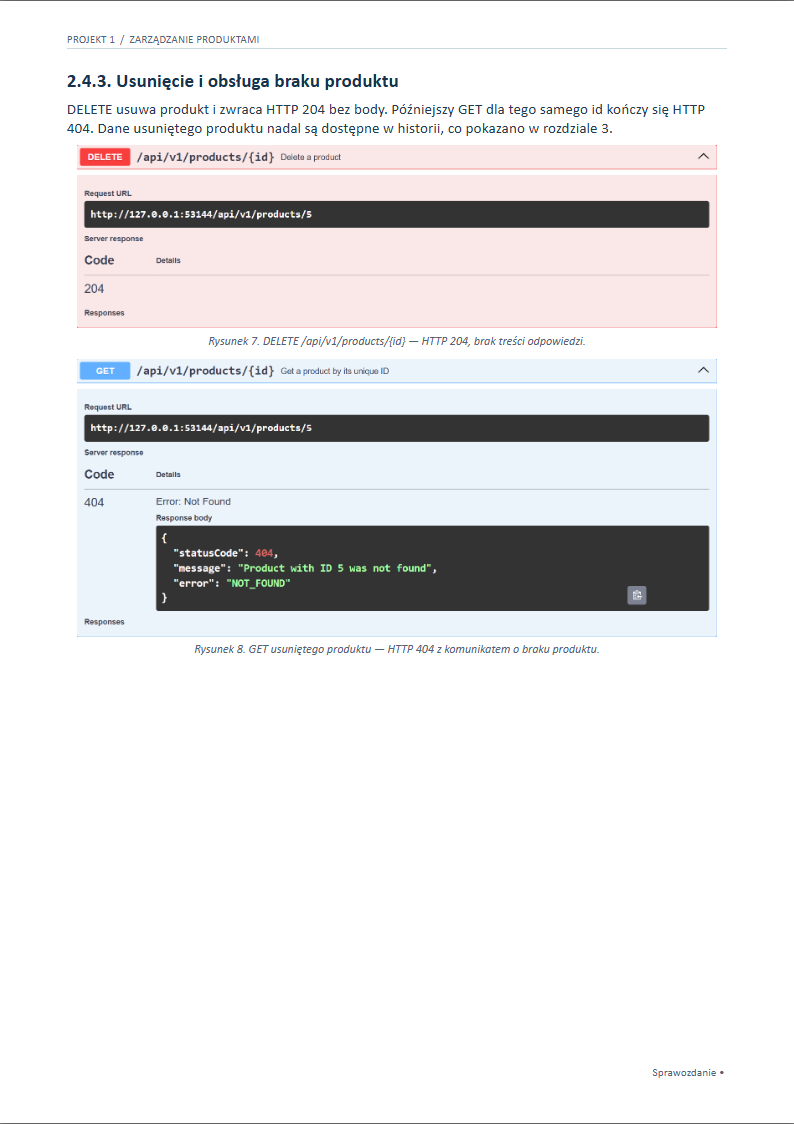 PROJEKT 1 / ZARZĄDZANIE PRODUKTAMI
2.4.3. Usunięcie i obsługa braku produktu
DELETE usuwa produkt i zwraca HTTP 204 bez body. Późniejszy GET dla tego samego id kończy się HTTP
404. Dane usuniętego produktu nadal są dostępne w historii, co pokazano w rozdziale 3.
DELETE /api/v1/products/{id} Delete a product
Request URL
http://127.0.0.1:53144/api/v1/products/5
Server response
Code Details
204
Responses
Rysunek 7. DELETE /api/v1/products/{id} — HTTP 204, brak treści odpowiedzi.
GET /api/v1/products/{id} Get a product by its unique ID
Request URL
http://127.0.0.1:53144/api/v1/products/5
Server response
Code Details
404 Error: Not Found
Response body
{
"statusCode": 404,
"message": "Product with ID 5 was not found",
"error": "NOT_FOUND"
}
Responses
Rysunek 8. GET usuniętego produktu — HTTP 404 z komunikatem o braku produktu.
Sprawozdanie •